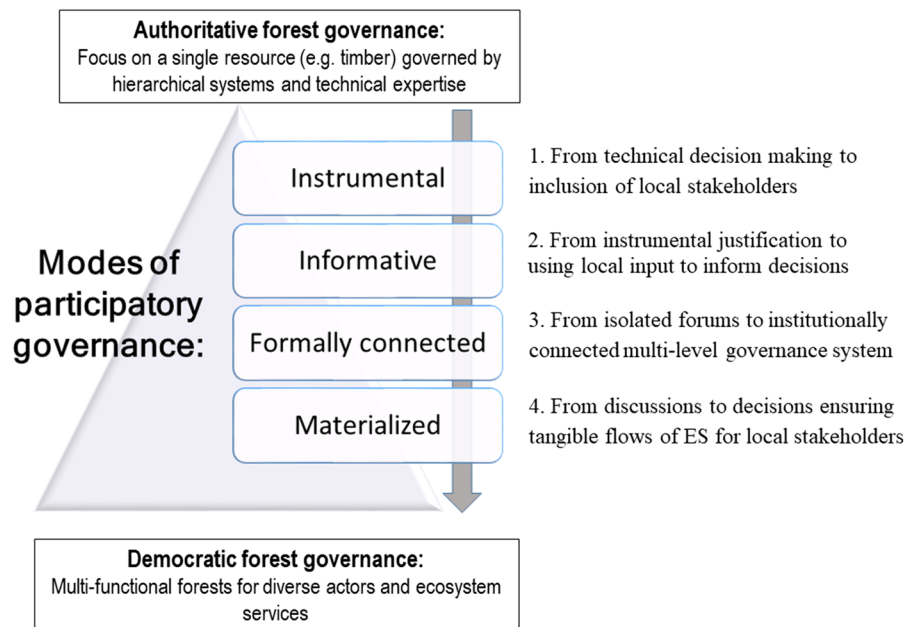 Authoritative forest governance:
Focus on a single resource (e.g. timber) governed by
hierarchical systems and technical expertise
Modes of
participatory
governance:
Instrumental
1. From technical decision making to
inclusion of local stakeholders
Informative
2. From instrumental justification to
using local input to inform decisions
Formally connected
3. From isolated forums to institutionally
connected multi-level governance system
Materialized
4. From discussions to decisions ensuring
tangible flows of ES for local stakeholders
Democratic forest governance:
Multi-functional forests for diverse actors and ecosystem
services